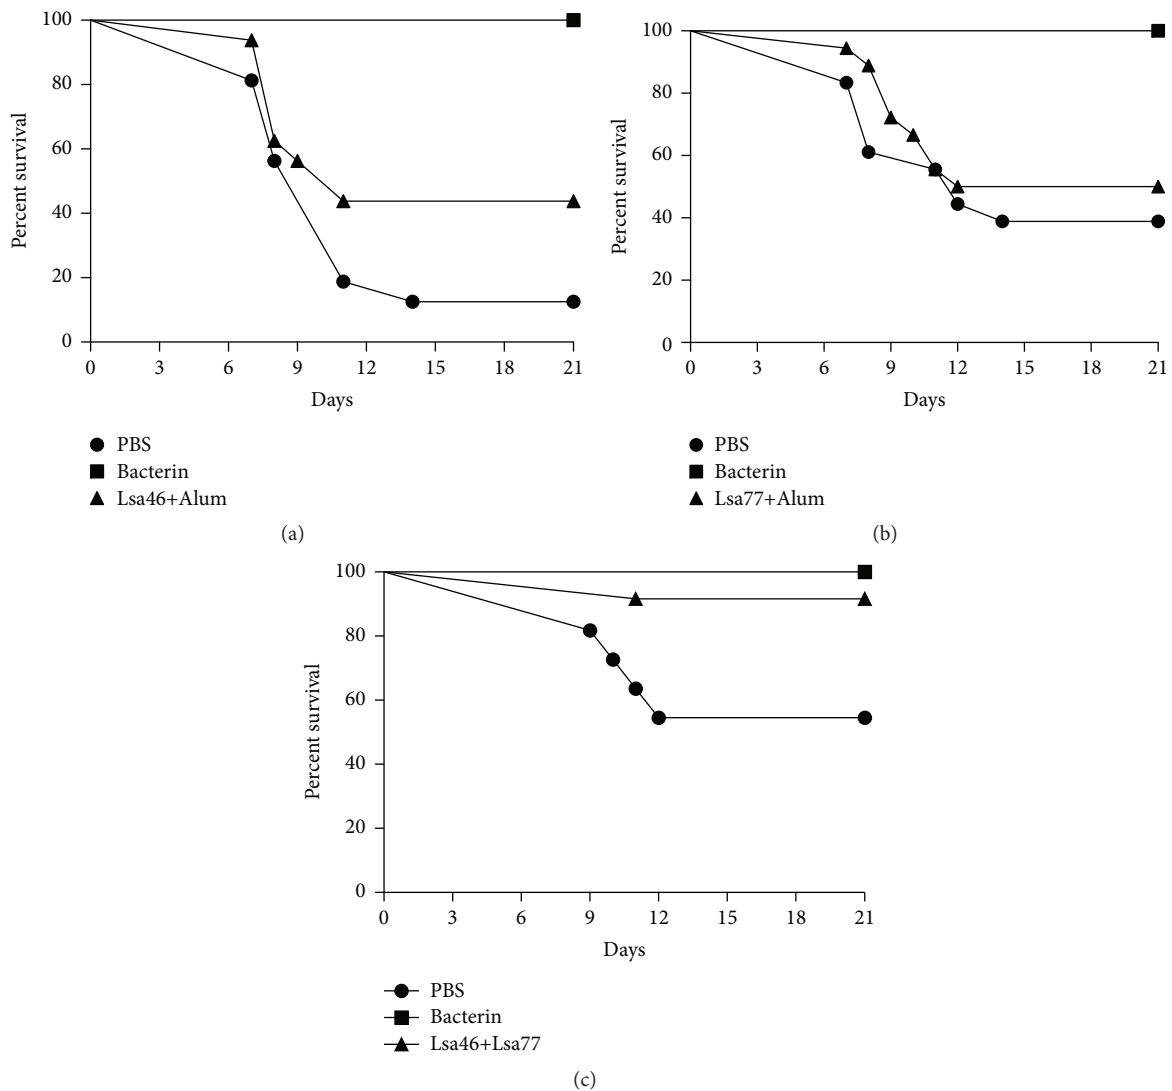 100
80
60
40
20
0
Percent survival
0 3 6 9 12 15 18 21
Days
PBS
Bacterin
Lsa46+Alum
(a)
100
80
60
40
20
0
Percent survival
0 3 6 9 12 15 18 21
Days
PBS
Bacterin
Lsa77+Alum
(b)
100
80
60
40
20
0
Percent survival
0 3 6 9 12 15 18 21
Days
PBS
Bacterin
Lsa46+Lsa77
(c)